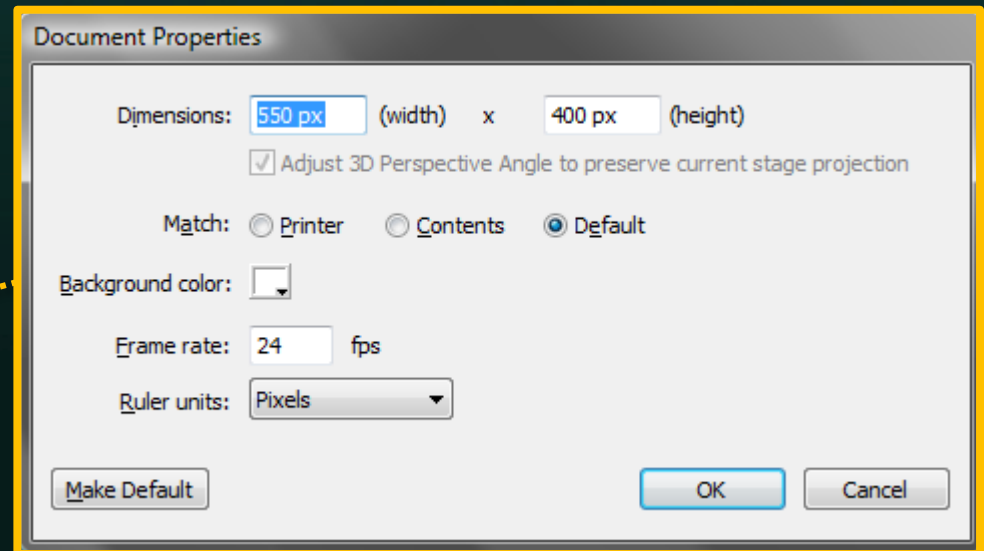 Document Properties
Dimensions: 550 px (width) x 400 px (height)
Adjust 3D Perspective Angle to preserve current stage projection
Match: Printer Contents Default
Background color:
Frame rate: 24 fps
Ruler units: Pixels
Make Default OK Cancel